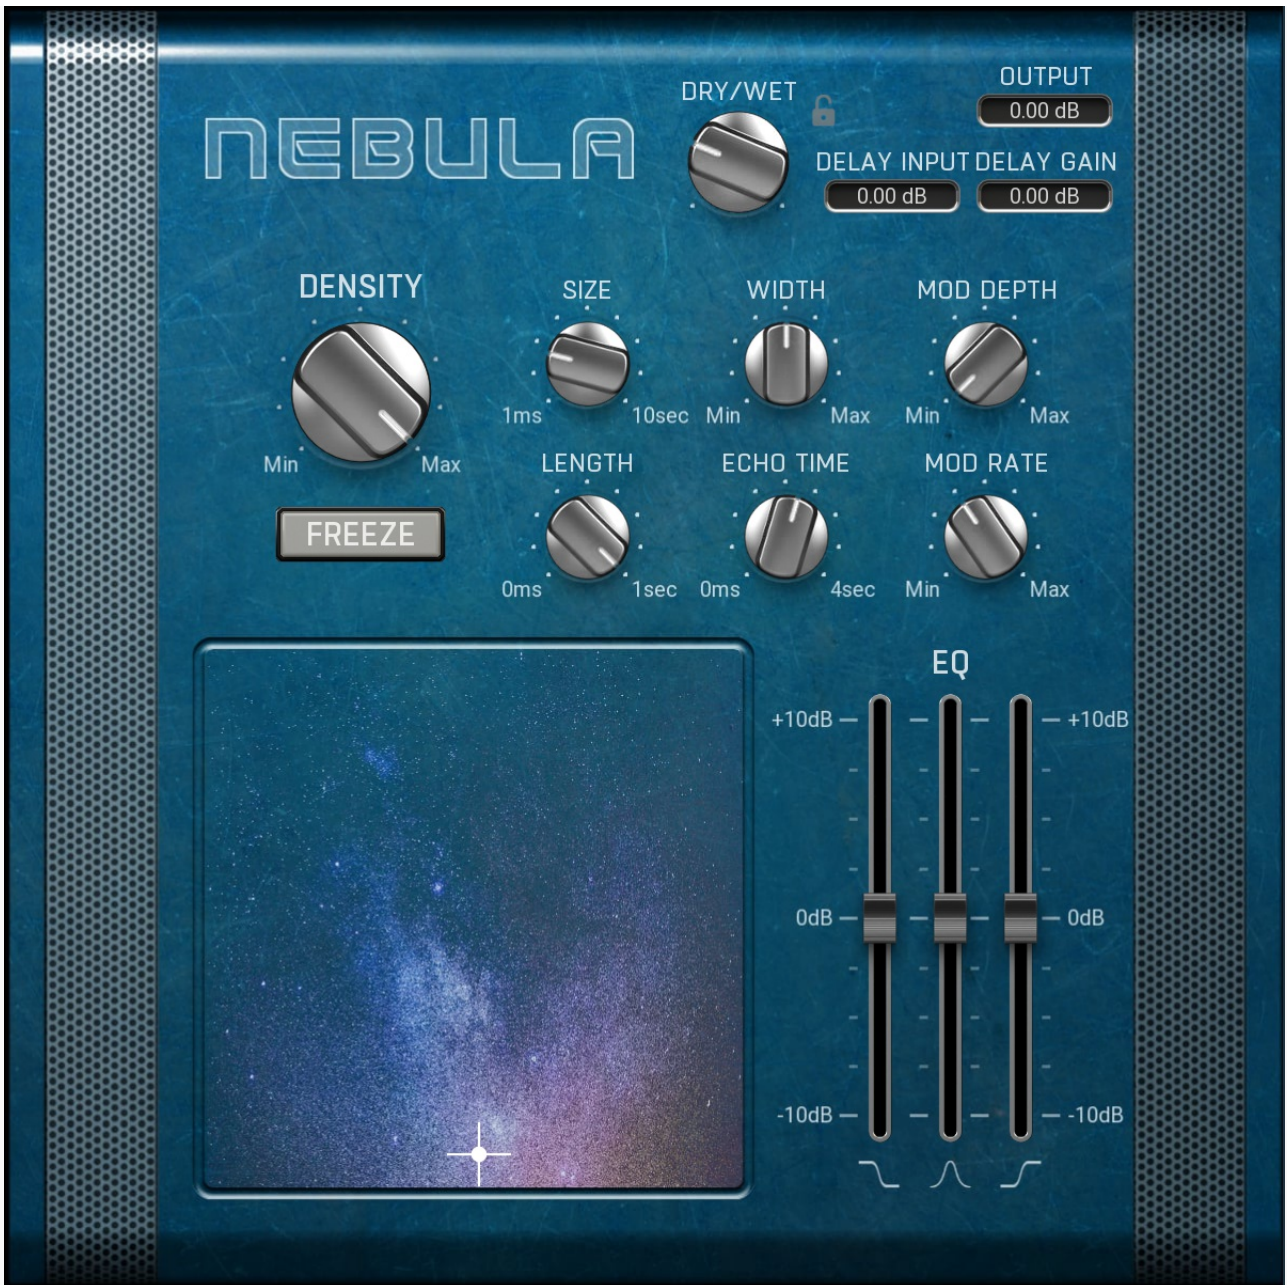 NEBULA
DRY/WET
OUTPUT
0.00 dB
DELAY INPUT DELAY GAIN
0.00 dB 0.00 dB
DENSITY
Min Max
FREEZE
SIZE WIDTH MOD DEPTH
1ms 10sec Min Max Min Max
LENGTH ECHO TIME MOD RATE
0ms 1sec 0ms 4sec Min Max
EQ
+10dB +10dB
0dB 0dB
-10dB -10dB